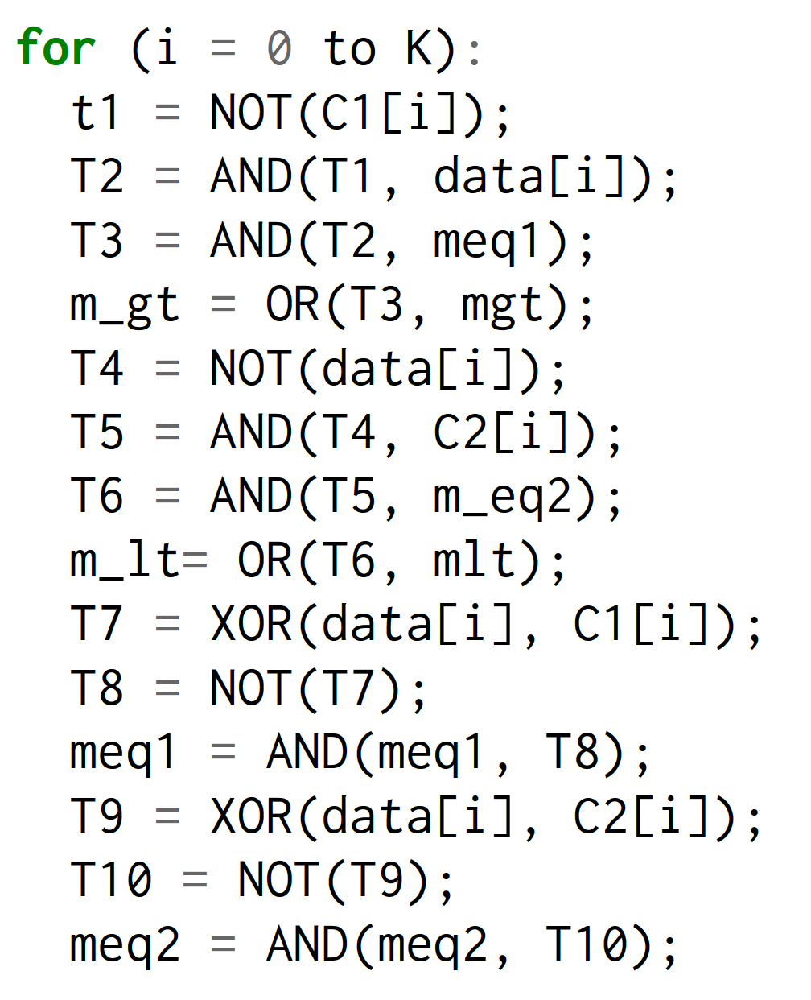 for (i = 0 to K):
t1 = NOT(C1[i]);
T2 = AND(T1, data[i]);
T3 = AND(T2, meq1);
m_gt = OR(T3, mgt);
T4 = NOT(data[i]);
T5 = AND(T4, C2[i]);
T6 = AND(T5, m_eq2);
m_lt= OR(T6, mlt);
T7 = XOR(data[i], C1[i]);
T8 = NOT(T7);
meq1 = AND(meq1, T8);
T9 = XOR(data[i], C2[i]);
T10 = NOT(T9);
meq2 = AND(meq2, T10);